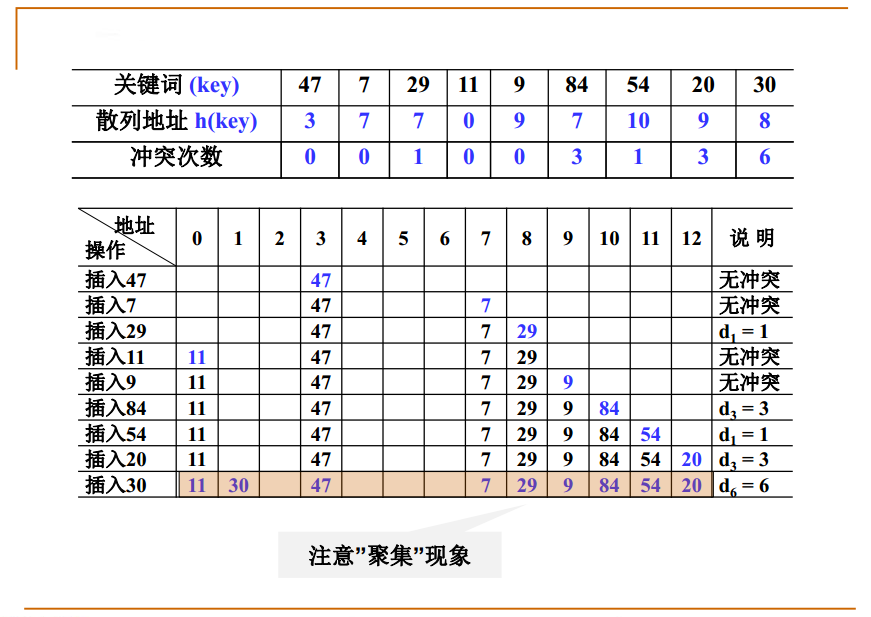 关键词 (key) 47 7 29 11 9 84 54 20 30
散列地址 h(key) 3 7 7 0 9 7 10 9 8
冲突次数 0 0 1 0 0 3 1 3 6
地址
操作 0 1 2 3 4 5 6 7 8 9 10 11 12 说 明
插入47 47 无冲突
插入7 47 7 无冲突
插入29 47 7 29 d1 = 1
插入11 11 47 7 29 无冲突
插入9 11 47 7 29 9 无冲突
插入84 11 47 7 29 9 84 d3 = 3
插入54 11 47 7 29 9 84 54 d1 = 1
插入20 11 47 7 29 9 84 54 20 d3 = 3
插入30 11 30 47 7 29 9 84 54 20 d6 = 6
注意”聚集”现象